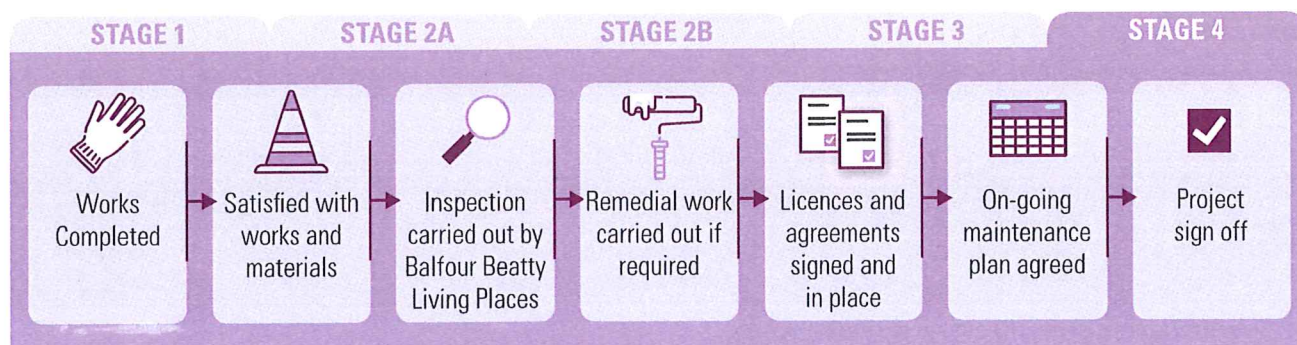 STAGE 1
STAGE 2A
STAGE 2B
STAGE 3
STAGE 4
Works
Completed
Satisfied with
works and
materials
Inspection
carried out by
Balfour Beatty
Living Places
Remedial work
carried out if
required
Licences and
agreements
signed and
in place
On-going
maintenance
plan agreed
Project
sign off